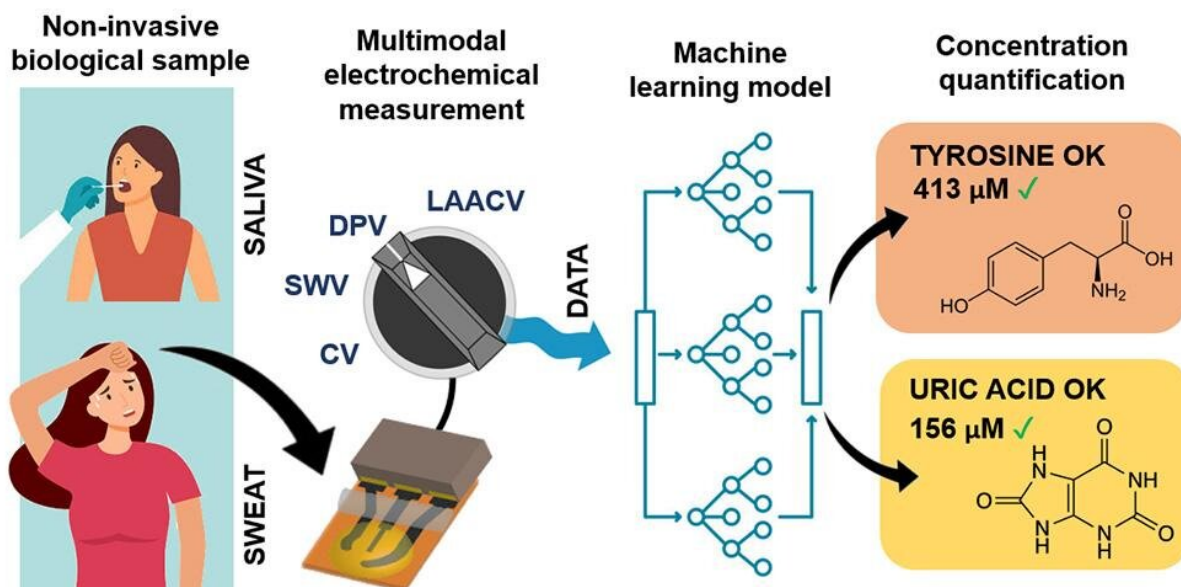 Non-invasive
biological sample
SALIVA
SWEAT
Multimodal
electrochemical
measurement
LAACV
DPV
SWV
CV
DATA
Machine
learning model
Concentration
quantification
TYROSINE OK
413 µM ✓
O
OH
NH₂
HO
URIC ACID OK
156 µM ✓
O
H
N
NH
O
N
H
N
H
O